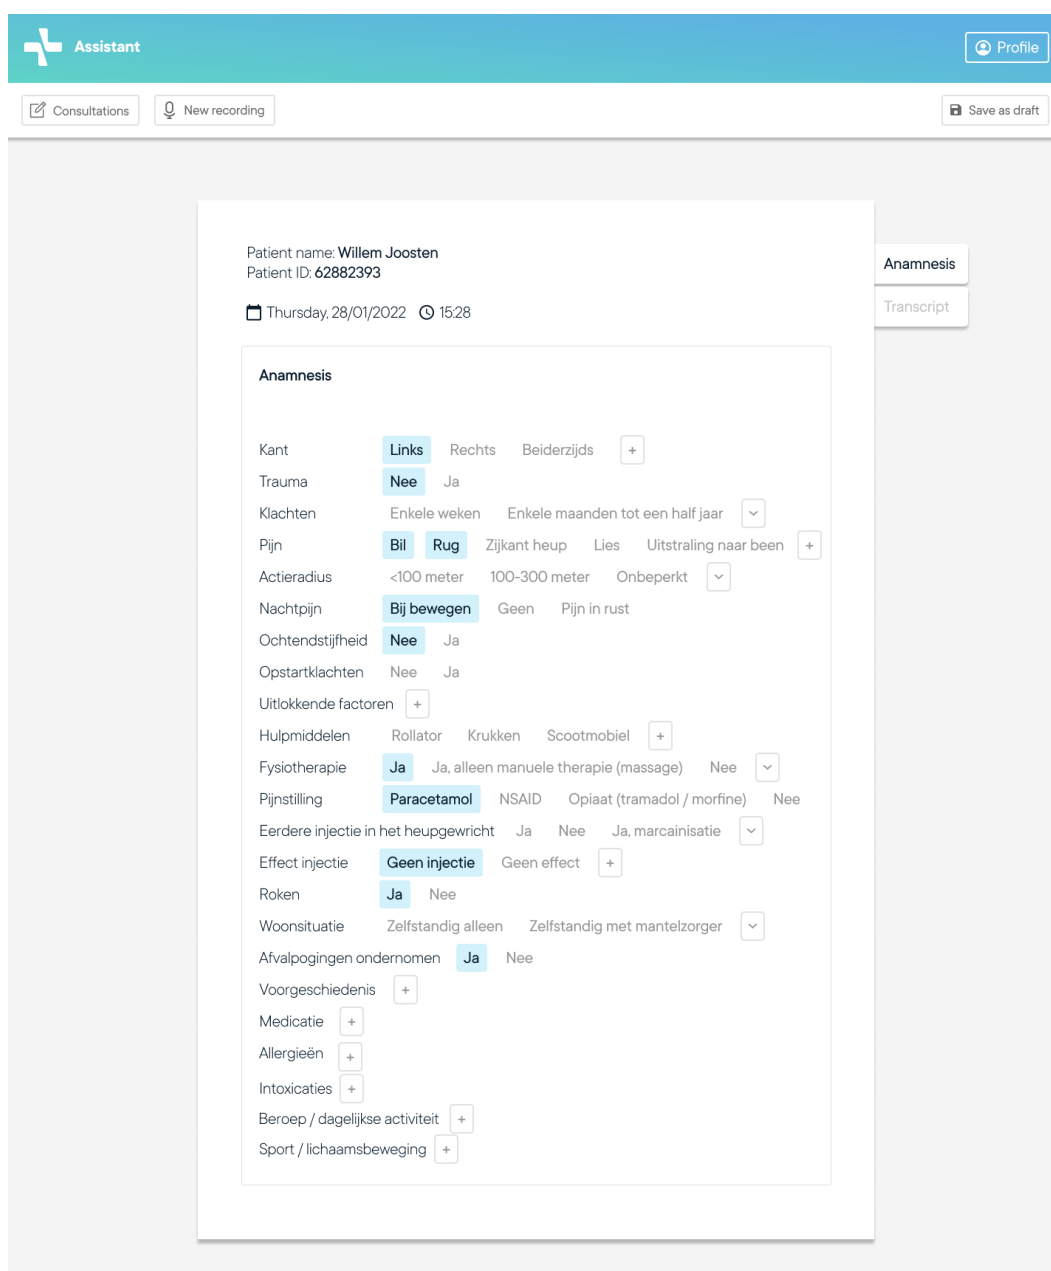 Assistant
Profile
Consultations New recording Save as draft
Patient name: Willem Joosten
Patient ID: 62882393
Thursday, 28/01/2022 15:28
Anamnesis
Transcript
Anamnesis
Kant Links Rechts Beiderzijds +
Trauma Nee Ja
Klachten Enkele weken Enkele maanden tot een half jaar
Pijn Bil Rug Zijkant heup Lies Uitstraling naar been +
Actieradius <100 meter 100-300 meter Onbeperkt
Nachtpijn Bij bewegen Geen Pijn in rust
Ochtendstijfheid Nee Ja
Opstartklachten Nee Ja
Uitlokkende factoren +
Hulpmiddelen Rollator Krukken Scootmobiel +
Fysiotherapie Ja Ja, alleen manuele therapie (massage) Nee
Pijnstilling Paracetamol NSAID Opiaat (tramadol / morfine) Nee
Eerdere injectie in het heupgewricht Ja Nee Ja, marcainisatie
Effect injectie Geen injectie Geen effect +
Roken Ja Nee
Woonsituatie Zelfstandig alleen Zelfstandig met mantelzorger
Afvalpogingen ondernomen Ja Nee
Voorgeschiedenis +
Medicatie +
Allergieën +
Intoxicaties +
Beroep / dagelijkse activiteit +
Sport / lichaamsbeweging +